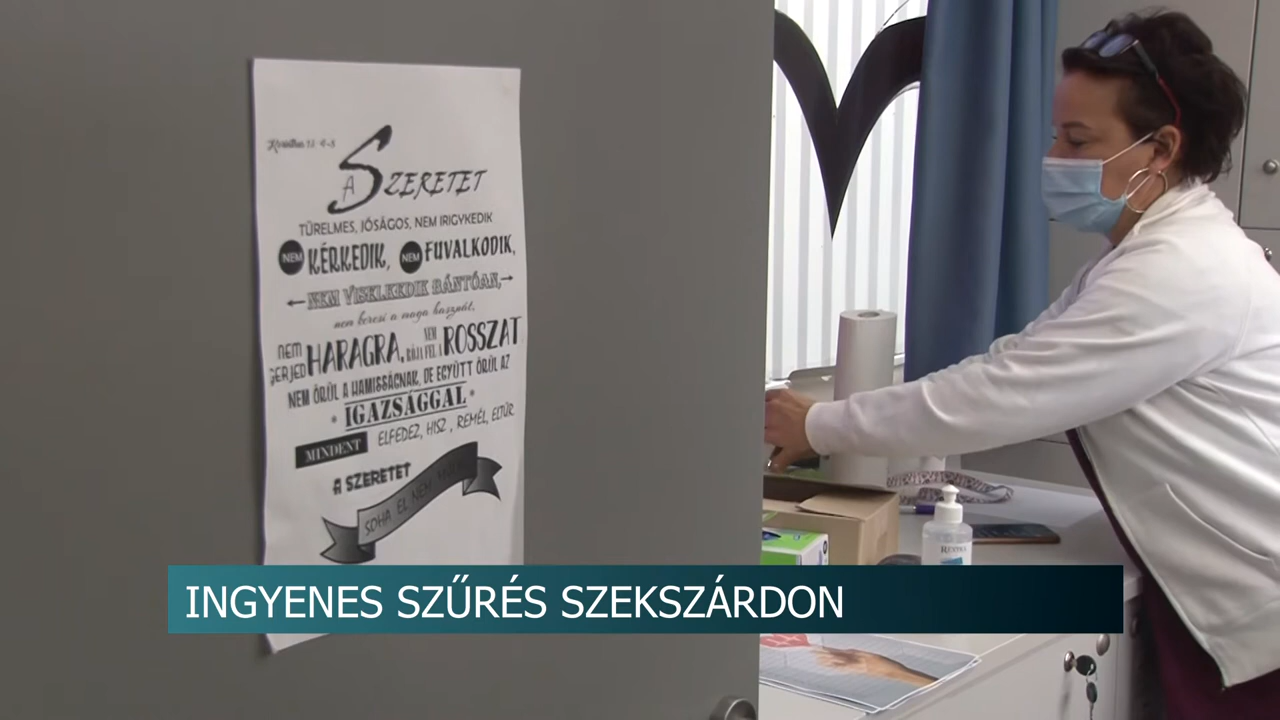 Korinthus 13. 4-8
A SZERETET
TÜRELMES, JÓSÁGOS, NEM IRIGYKEDIK
NEM KÉRKEDIK, NEM FUVALKODIK,
NEM VISELKEDIK BÁNTÓAN,
nem keresi a maga hasznát,
NEM GERJED HARAGRA, NEM RÓJA FEL A ROSSZAT
NEM ÖRÜL A HAMISSÁGNAK, DE EGYÜTT ÖRÜL AZ
IGAZSÁGGAL
MINDENT ELFEDEZ, HISZ, REMÉL, ELTŰR
A SZERETET
SOHA EL NEM
INGYENES SZŰRÉS SZEKSZÁRDON